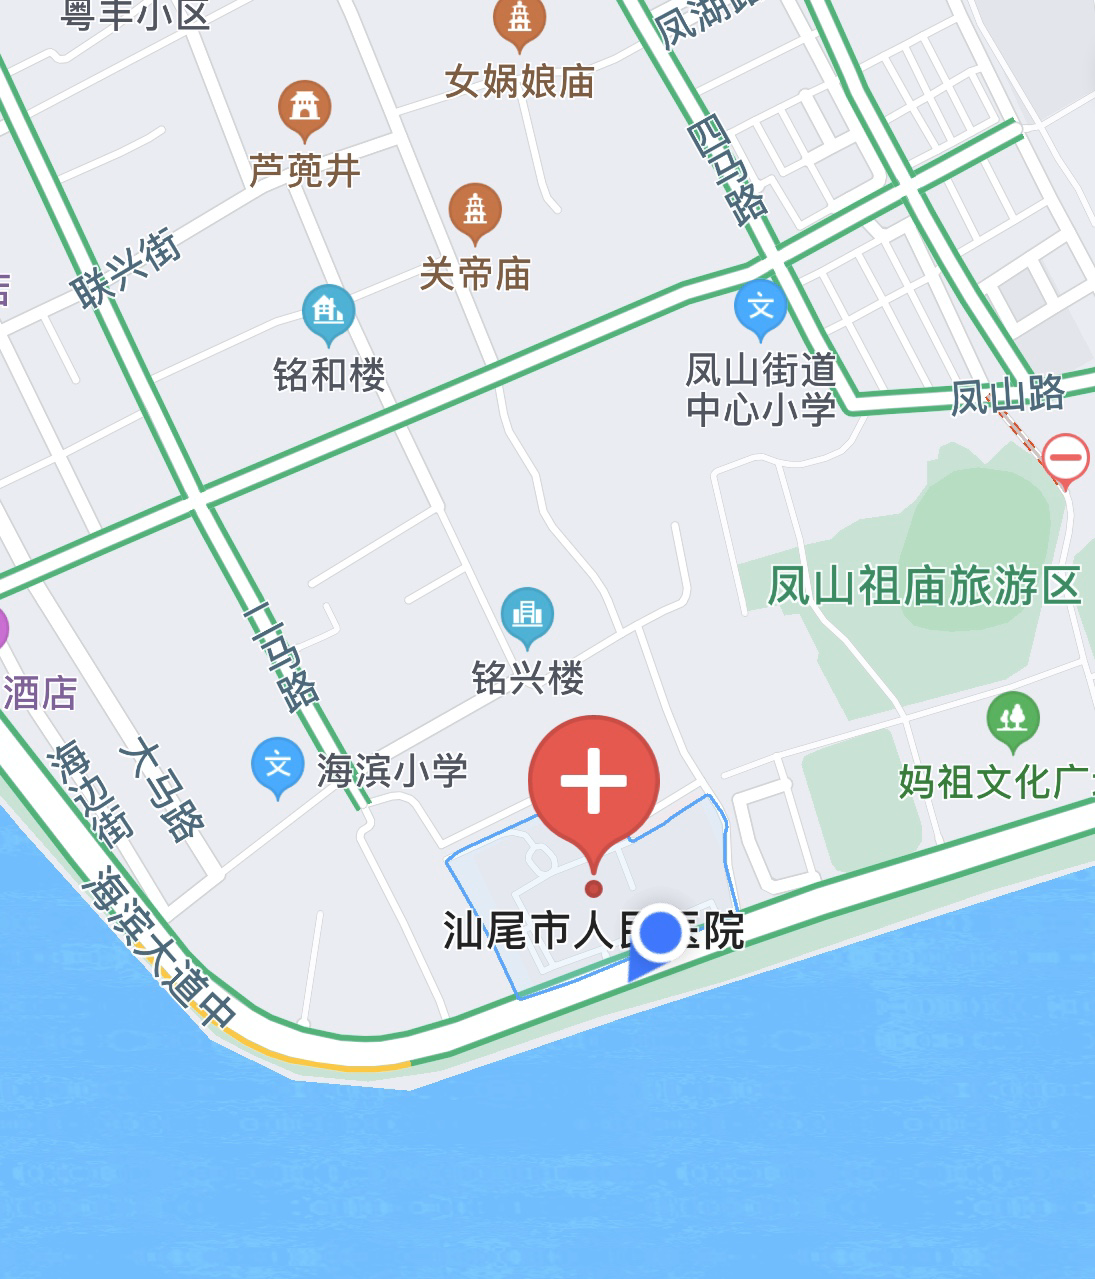 粤丰小区
凤湖路
女娲娘庙
四马路
芦蔸井
联兴街
关帝庙
铭和楼
凤山街道
中心小学
凤山路
凤山祖庙旅游区
二马路
铭兴楼
酒店
海边街
大马路
海滨小学
妈祖文化广
海滨大道中
汕尾市人民医院